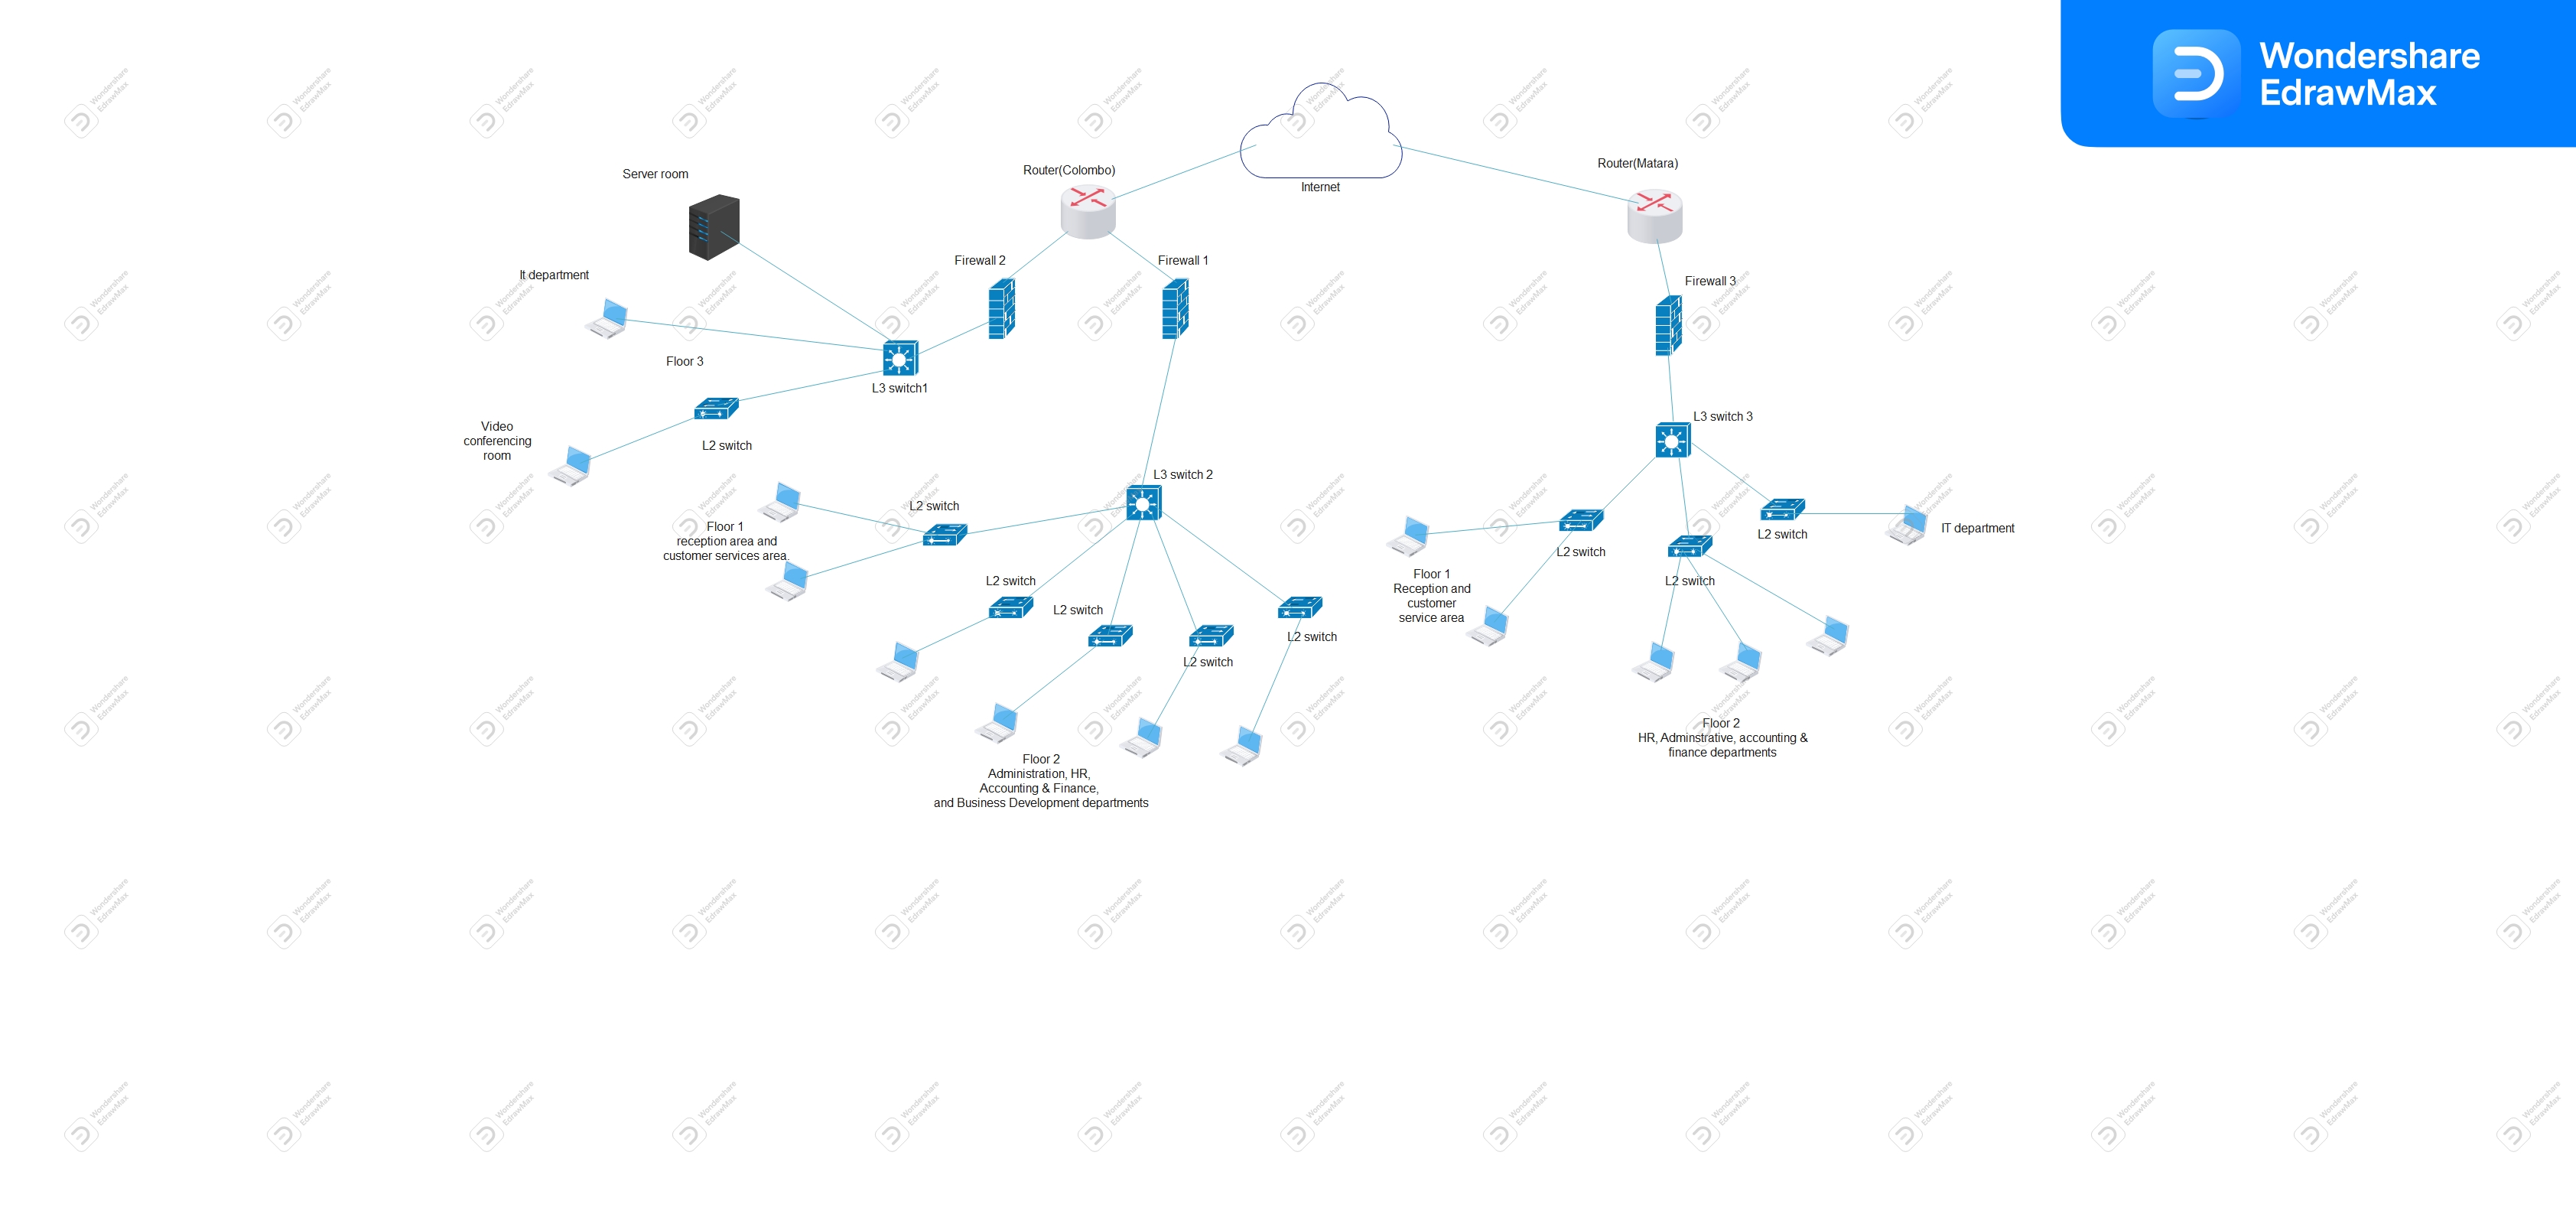 Wondershare
EdrawMax
Router(Matara)
Router(Colombo)
Server room
Internet
Firewall 2
Firewall 1
It department
Firewall 3
Floor 3
L3 switch1
L3 switch 3
Video
conferencing
room
L2 switch
L3 switch 2
L2 switch
Floor 1
reception area and
customer services area.
L2 switch
IT department
L2 switch
Floor 1
Reception and
customer
service area
L2 switch
L2 switch
L2 switch
L2 switch
L2 switch
Floor 2
HR, Adminstrative, accounting &
finance departments
Floor 2
Administration, HR,
Accounting & Finance,
and Business Development departments